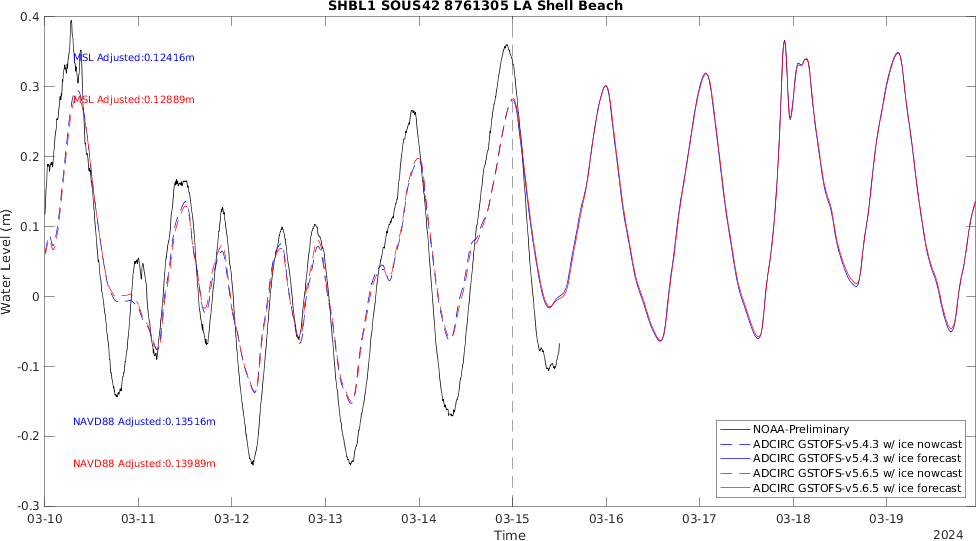 SHBL1 SOUS42 8761305 LA Shell Beach
0.4
MSL Adjusted:0.12416m
0.3
MSL Adjusted:0.12889m
0.2
0.1
Water Level (m)
0
-0.1
NAVD88 Adjusted:0.13516m
-0.2
NAVD88 Adjusted:0.13989m
-0.3
NOAA-Preliminary
ADCIRC GSTOFS-v5.4.3 w/ ice nowcast
ADCIRC GSTOFS-v5.4.3 w/ ice forecast
ADCIRC GSTOFS-v5.6.5 w/ ice nowcast
ADCIRC GSTOFS-v5.6.5 w/ ice forecast
03-10 03-11 03-12 03-13 03-14 03-15 03-16 03-17 03-18 03-19
Time
2024